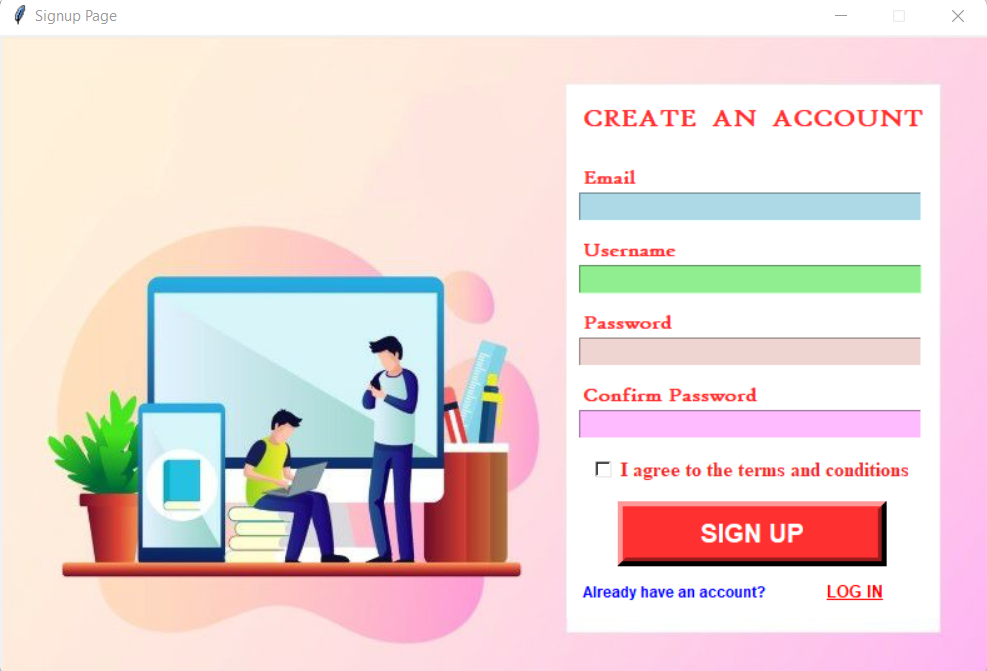 Signup Page
CREATE AN ACCOUNT
Email
Username
Password
Confirm Password
I agree to the terms and conditions
SIGN UP
Already have an account? LOG IN